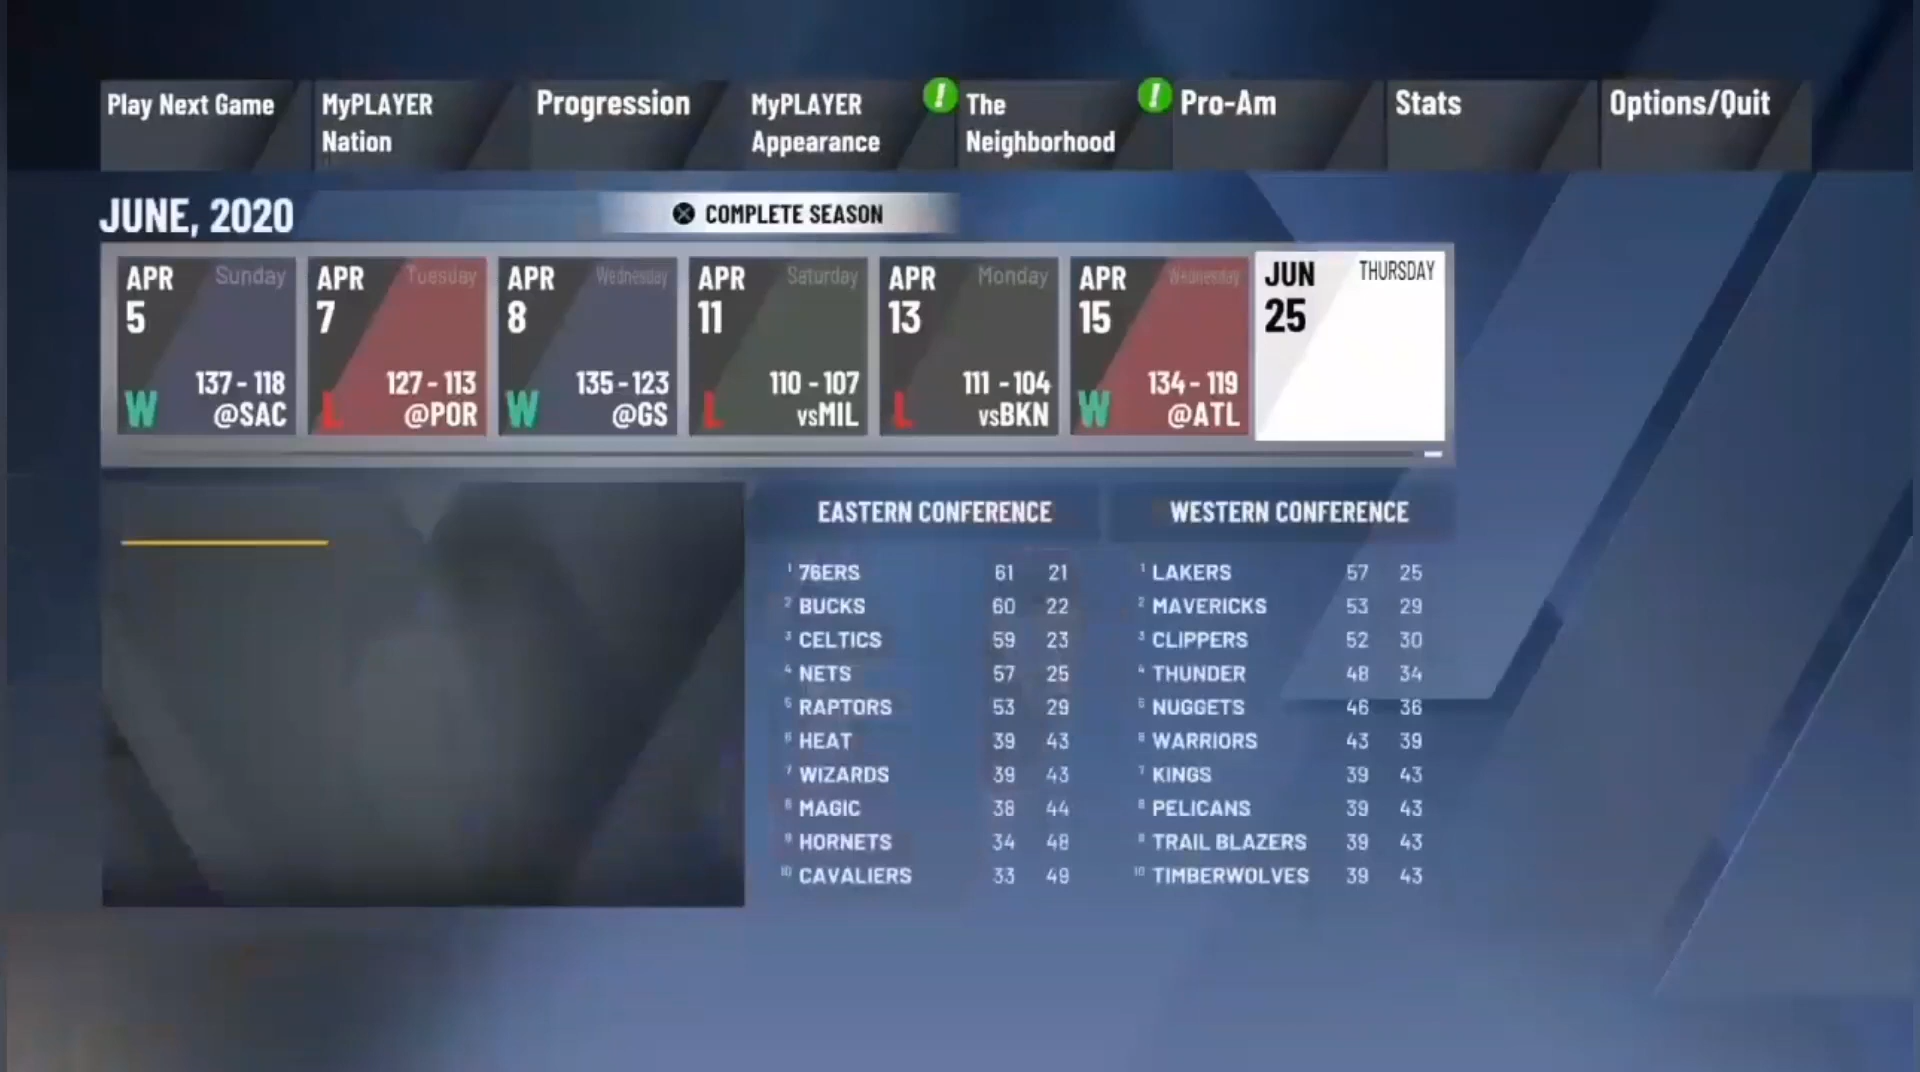 Play Next Game
MyPLAYER
Nation
Progression
MyPLAYER
Appearance
!
The
Neighborhood
!
Pro-Am
Stats
Options/Quit
JUNE, 2020
COMPLETE SEASON
APR Sunday
5
137 - 118
W @SAC
APR Tuesday
7
127 - 113
L @POR
APR Wednesday
8
135 - 123
W @GS
APR Saturday
11
110 - 107
L vsMIL
APR Monday
13
111 - 104
L vsBKN
APR Wednesday
15
134 - 119
W @ATL
JUN THURSDAY
25
EASTERN CONFERENCE
1 76ERS 61 21
2 BUCKS 60 22
3 CELTICS 59 23
4 NETS 57 25
5 RAPTORS 53 29
6 HEAT 39 43
7 WIZARDS 39 43
8 MAGIC 38 44
9 HORNETS 34 48
10 CAVALIERS 33 49
WESTERN CONFERENCE
1 LAKERS 57 25
2 MAVERICKS 53 29
3 CLIPPERS 52 30
4 THUNDER 48 34
5 NUGGETS 46 36
6 WARRIORS 43 39
7 KINGS 39 43
8 PELICANS 39 43
9 TRAIL BLAZERS 39 43
10 TIMBERWOLVES 39 43